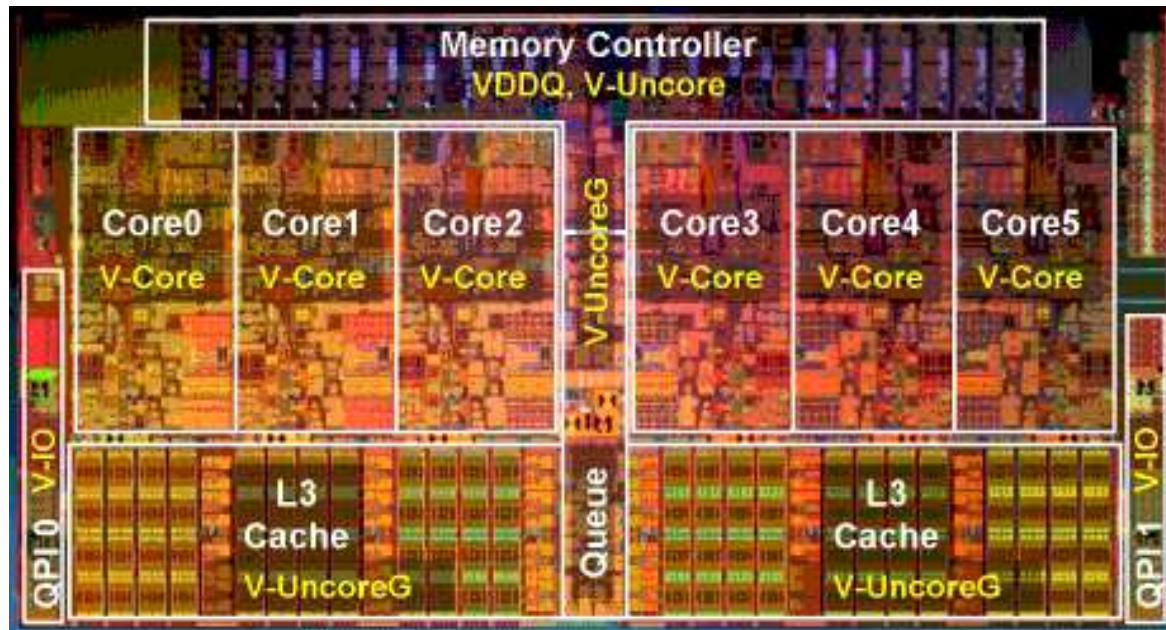 Memory Controller
VDDQ, V-Uncore
Core0
V-Core
Core1
V-Core
Core2
V-Core
V-UncoreG
Core3
V-Core
Core4
V-Core
Core5
V-Core
QPI 0 V-IO
L3
Cache
V-UncoreG
Queue
L3
Cache
V-UncoreG
QPI 1 V-IO